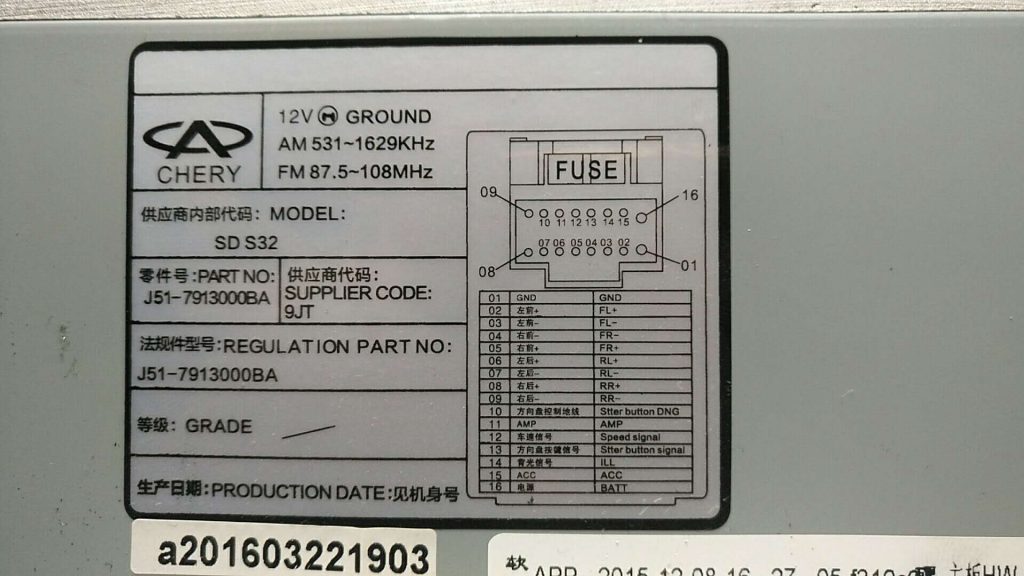 CHERY
12V GROUND
AM 531~1629KHz
FM 87.5~108MHz
供应商内部代码: MODEL:
SD S32
零件号:PART NO:
J51-7913000BA
供应商代码:
SUPPLIER CODE:
9JT
法规件型号:REGULATION PART NO:
J51-7913000BA
等级: GRADE
生产日期:PRODUCTION DATE:见机身号
FUSE
09 16
10 11 12 13 14 15
07 06 05 04 03 02
08 01
01 GND GND
02 左前+ FL+
03 左前- FL-
04 右前- FR-
05 右前+ FR+
06 左后+ RL+
07 左后- RL-
08 右后+ RR+
09 右后- RR-
10 方向盘控制地线 Stter button DNG
11 AMP AMP
12 车速信号 Speed signal
13 方向盘按键信号 Stter button signal
14 背光信号 ILL
15 ACC ACC
16 电源 BATT
a201603221903
软